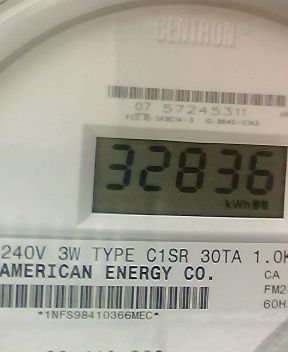 CENTRON
07 57245311
32836
kWh
240V 3W TYPE C1SR 30TA 1.0K
AMERICAN ENERGY CO.
CA
FM2
60H
*1NFS98410366MEC*